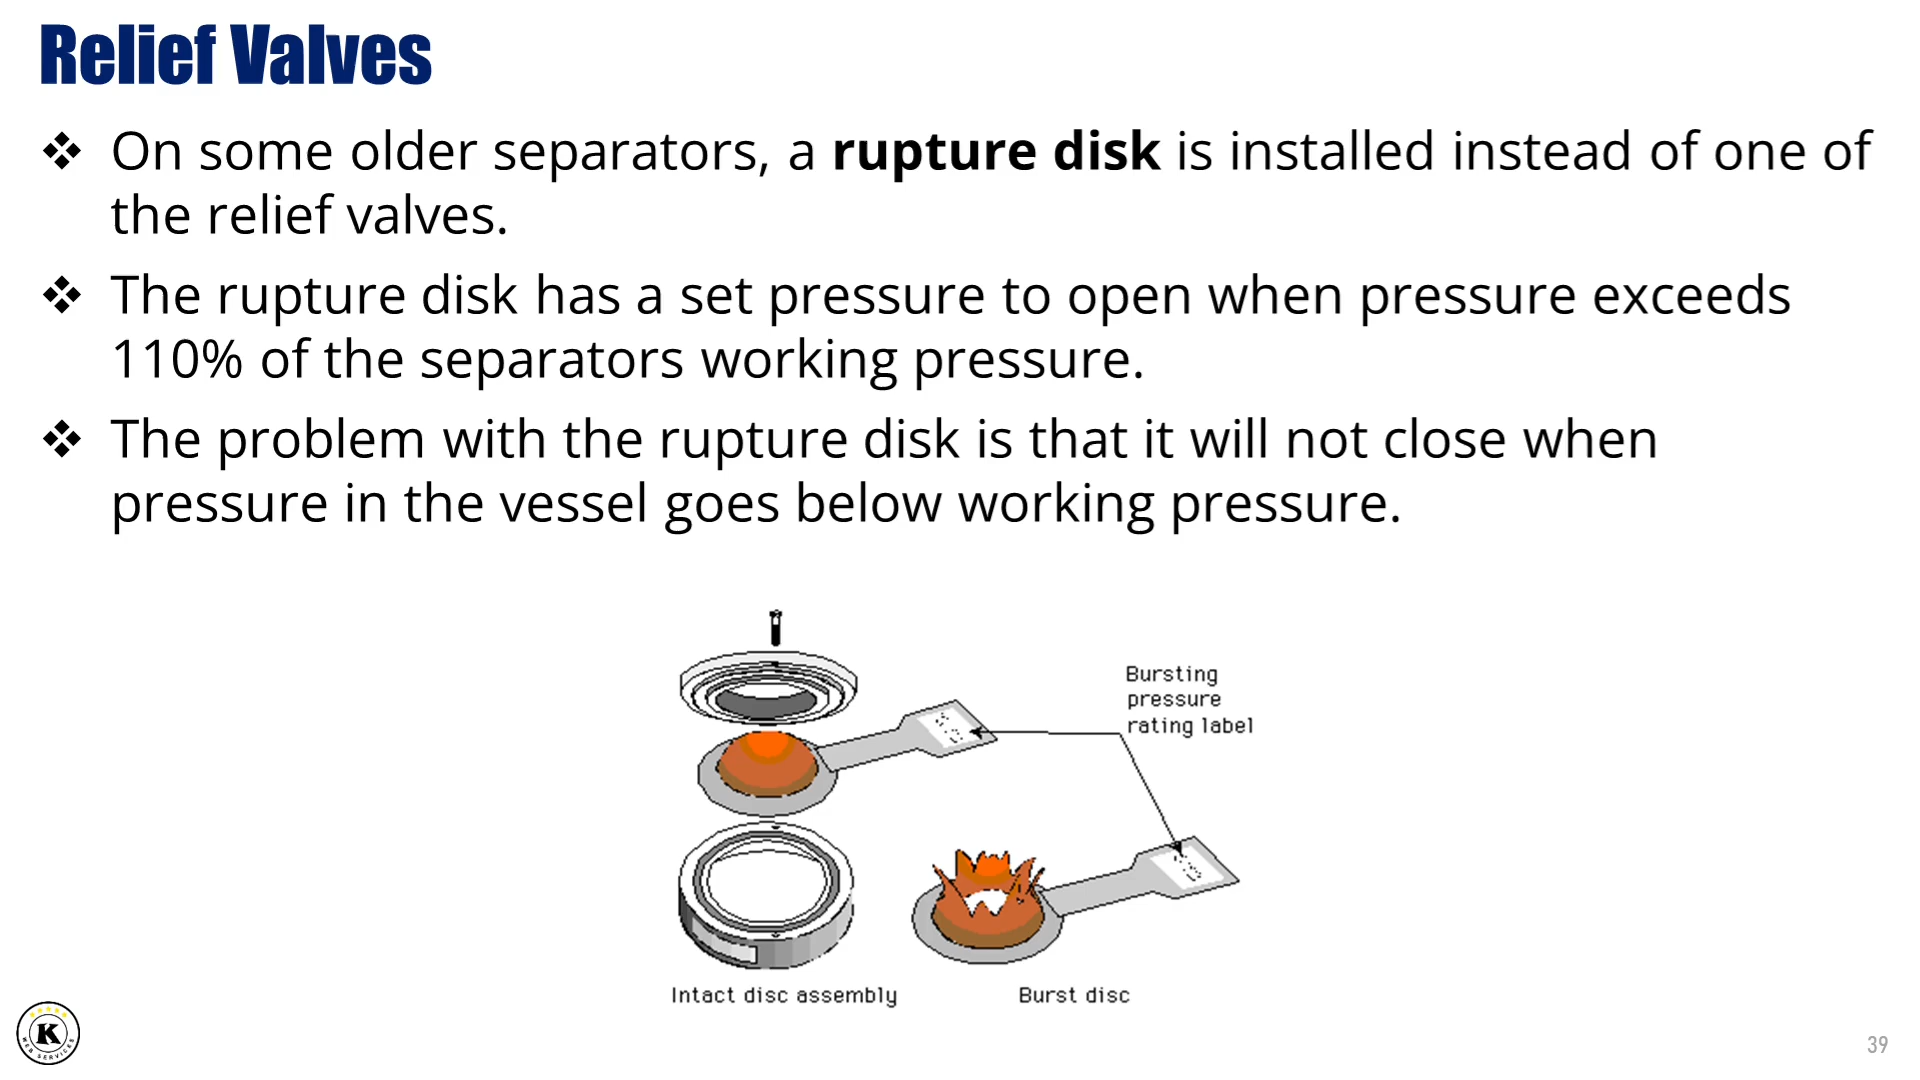 Relief Valves
❖ On some older separators, a rupture disk is installed instead of one of
the relief valves.
❖ The rupture disk has a set pressure to open when pressure exceeds
110% of the separators working pressure.
❖ The problem with the rupture disk is that it will not close when
pressure in the vessel goes below working pressure.
Bursting
pressure
rating label
Intact disc assembly
Burst disc
K
WEB SERVICES
39